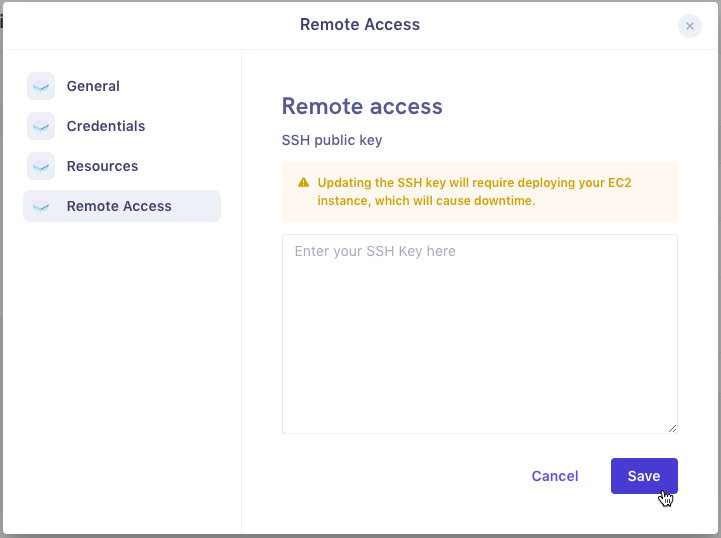 Remote Access
General
Credentials
Resources
Remote Access
Remote access
SSH public key
Updating the SSH key will require deploying your EC2
instance, which will cause downtime.
Enter your SSH Key here
Cancel
Save